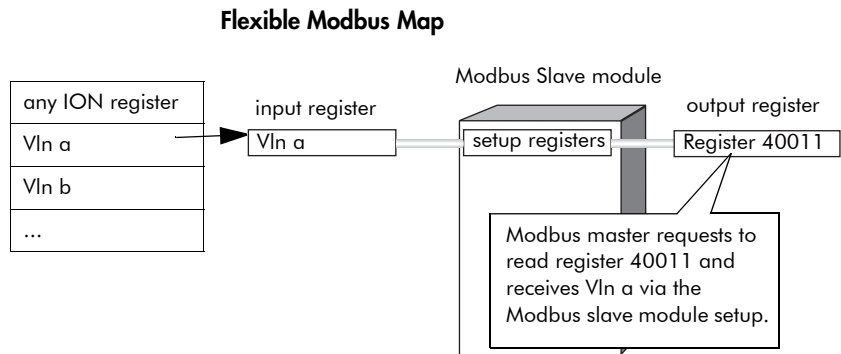 Flexible Modbus Map
any ION register
Vln a
Vln b
...
input register
Vln a
Modbus Slave module
setup registers
output register
Register 40011
Modbus master requests to
read register 40011 and
receives Vln a via the
Modbus slave module setup.